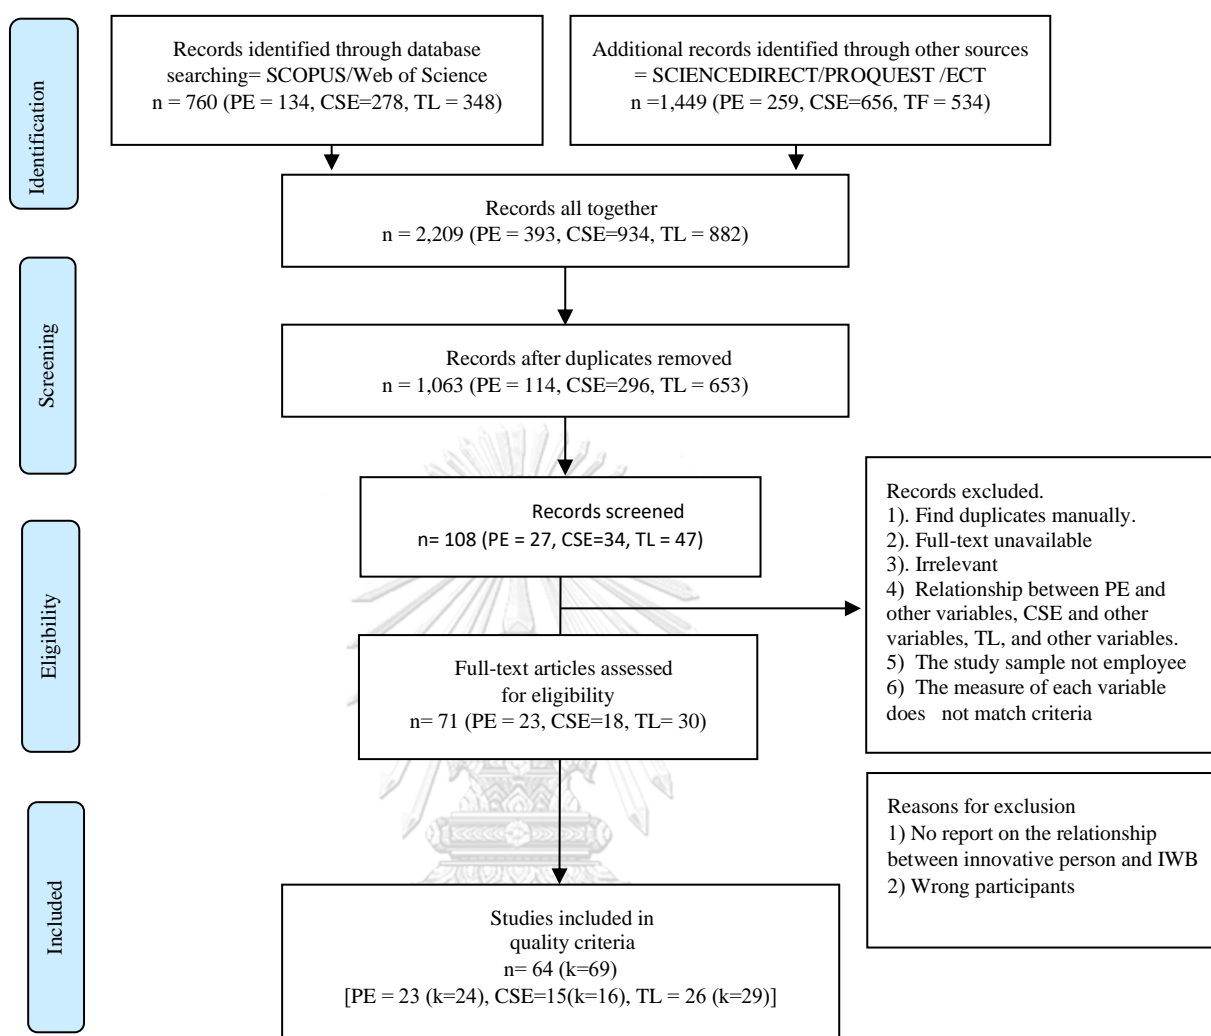 Identification
Records identified through database
searching= SCOPUS/Web of Science
n = 760 (PE = 134, CSE=278, TL = 348)
Additional records identified through other sources
= SCIENCEDIRECT/PROQUEST /ECT
n =1,449 (PE = 259, CSE=656, TF = 534)
Records all together
n = 2,209 (PE = 393, CSE=934, TL = 882)
Screening
Records after duplicates removed
n = 1,063 (PE = 114, CSE=296, TL = 653)
Records screened
n= 108 (PE = 27, CSE=34, TL = 47)
Records excluded.
1). Find duplicates manually.
2). Full-text unavailable
3). Irrelevant
4) Relationship between PE and
other variables, CSE and other
variables, TL, and other variables.
5) The study sample not employee
6) The measure of each variable
does not match criteria
Eligibility
Full-text articles assessed
for eligibility
n= 71 (PE = 23, CSE=18, TL= 30)
Reasons for exclusion
1) No report on the relationship
between innovative person and IWB
2) Wrong participants
Included
Studies included in
quality criteria
n= 64 (k=69)
[PE = 23 (k=24), CSE=15(k=16), TL = 26 (k=29)]